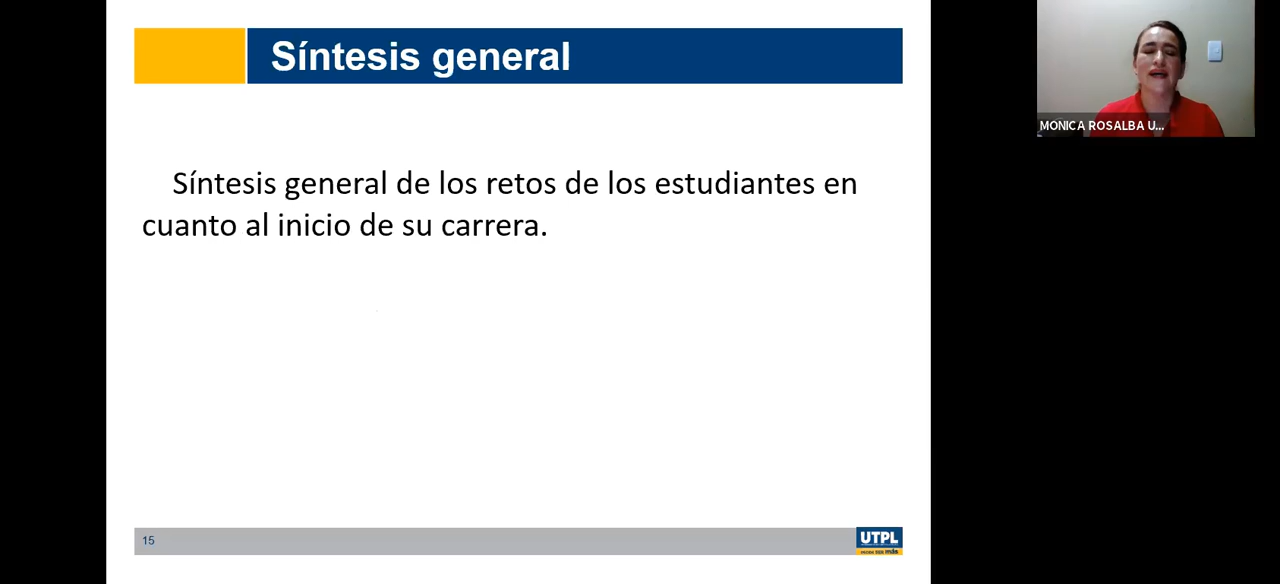 Síntesis general
MONICA ROSALBA U...
Síntesis general de los retos de los estudiantes en
cuanto al inicio de su carrera.
15
UTPL